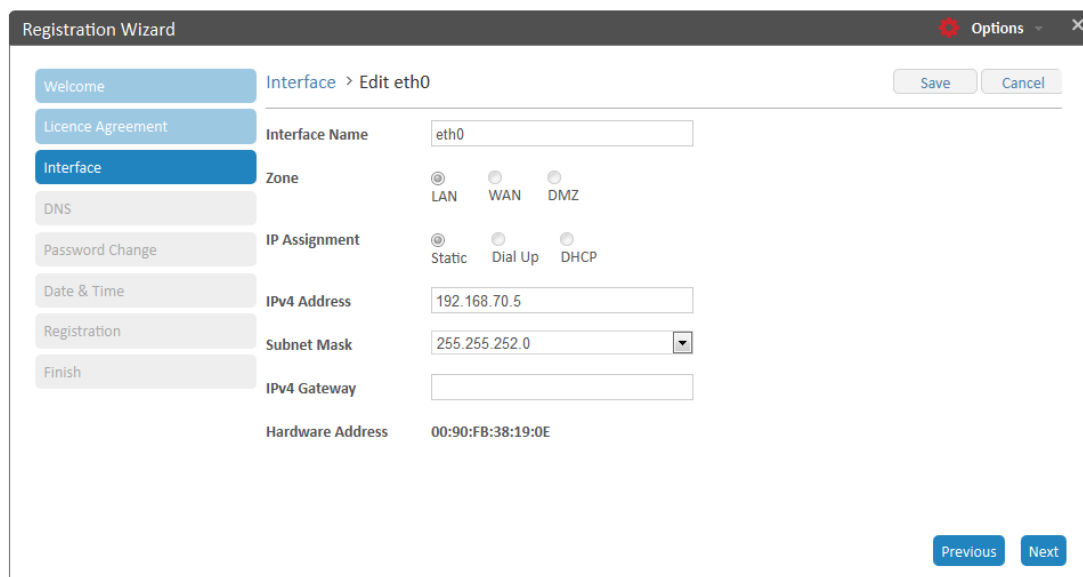 Registration Wizard
Options
Welcome
Licence Agreement
Interface
DNS
Password Change
Date & Time
Registration
Finish
Interface > Edit eth0
Save Cancel
Interface Name eth0
Zone
LAN WAN DMZ
IP Assignment
Static Dial Up DHCP
IPv4 Address 192.168.70.5
Subnet Mask 255.255.252.0
IPv4 Gateway
Hardware Address 00:90:FB:38:19:0E
Previous Next